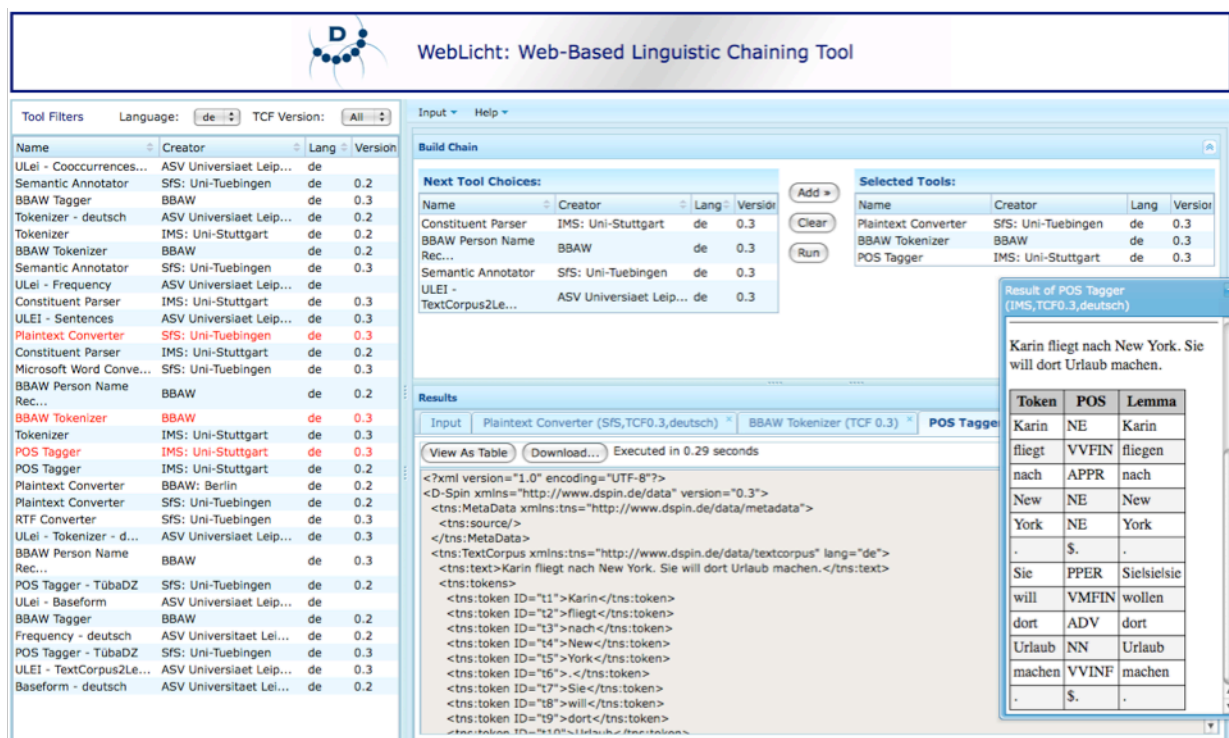 D
WebLicht: Web-Based Linguistic Chaining Tool
Tool Filters Language: de TCF Version: All
Name Creator Lang Version
ULei - Cooccurrences... ASV Universiaet Leip... de
Semantic Annotator SfS: Uni-Tuebingen de 0.2
BBAW Tagger BBAW de 0.3
Tokenizer - deutsch ASV Universiaet Leip... de 0.2
Tokenizer IMS: Uni-Stuttgart de 0.2
BBAW Tokenizer BBAW de 0.2
Semantic Annotator SfS: Uni-Tuebingen de 0.3
ULei - Frequency ASV Universiaet Leip... de
Constituent Parser IMS: Uni-Stuttgart de 0.3
ULEI - Sentences ASV Universiaet Leip... de 0.3
Plaintext Converter SfS: Uni-Tuebingen de 0.3
Constituent Parser IMS: Uni-Stuttgart de 0.2
Microsoft Word Conve... SfS: Uni-Tuebingen de 0.3
BBAW Person Name
Rec... BBAW de 0.2
BBAW Tokenizer BBAW de 0.3
Tokenizer IMS: Uni-Stuttgart de 0.3
POS Tagger IMS: Uni-Stuttgart de 0.3
POS Tagger IMS: Uni-Stuttgart de 0.2
Plaintext Converter BBAW: Berlin de 0.2
Plaintext Converter SfS: Uni-Tuebingen de 0.2
RTF Converter SfS: Uni-Tuebingen de 0.3
ULei - Tokenizer - d... ASV Universiaet Leip... de 0.3
BBAW Person Name
Rec... BBAW de 0.3
POS Tagger - TübaDZ SfS: Uni-Tuebingen de 0.2
ULei - Baseform ASV Universiaet Leip... de
BBAW Tagger BBAW de 0.2
Frequency - deutsch ASV Universitaet Lei... de 0.2
POS Tagger - TübaDZ SfS: Uni-Tuebingen de 0.3
ULEI - TextCorpus2Le... ASV Universiaet Leip... de 0.3
Baseform - deutsch ASV Universitaet Lei... de 0.2
Input Help
Build Chain
Next Tool Choices:
Name Creator Lang Version
Constituent Parser IMS: Uni-Stuttgart de 0.3
BBAW Person Name
Rec... BBAW de 0.3
Semantic Annotator SfS: Uni-Tuebingen de 0.3
ULEI -
TextCorpus2Le... ASV Universiaet Leip... de 0.3
Add »
Clear
Run
Selected Tools:
Name Creator Lang Version
Plaintext Converter SfS: Uni-Tuebingen de 0.3
BBAW Tokenizer BBAW de 0.3
POS Tagger IMS: Uni-Stuttgart de 0.3
Results
Input Plaintext Converter (SfS,TCF0.3,deutsch) BBAW Tokenizer (TCF 0.3) POS Tagger
View As Table Download... Executed in 0.29 seconds
<?xml version="1.0" encoding="UTF-8"?>
<D-Spin xmlns="http://www.dspin.de/data" version="0.3">
<tns:MetaData xmlns:tns="http://www.dspin.de/data/metadata">
<tns:source/>
</tns:MetaData>
<tns:TextCorpus xmlns:tns="http://www.dspin.de/data/textcorpus" lang="de">
<tns:text>Karin fliegt nach New York. Sie will dort Urlaub machen.</tns:text>
<tns:tokens>
<tns:token ID="t1">Karin</tns:token>
<tns:token ID="t2">fliegt</tns:token>
<tns:token ID="t3">nach</tns:token>
<tns:token ID="t4">New</tns:token>
<tns:token ID="t5">York</tns:token>
<tns:token ID="t6">.</tns:token>
<tns:token ID="t7">Sie</tns:token>
<tns:token ID="t8">will</tns:token>
<tns:token ID="t9">dort</tns:token>
<tns:token ID="t10">Urlaub</tns:token>
Result of POS Tagger
(IMS,TCF0.3,deutsch)
Karin fliegt nach New York. Sie
will dort Urlaub machen.
Token POS Lemma
Karin NE Karin
fliegt VVFIN fliegen
nach APPR nach
New NE New
York NE York
. $. .
Sie PPER Sie|sie|sie
will VMFIN wollen
dort ADV dort
Urlaub NN Urlaub
machen VVINF machen
. $. .